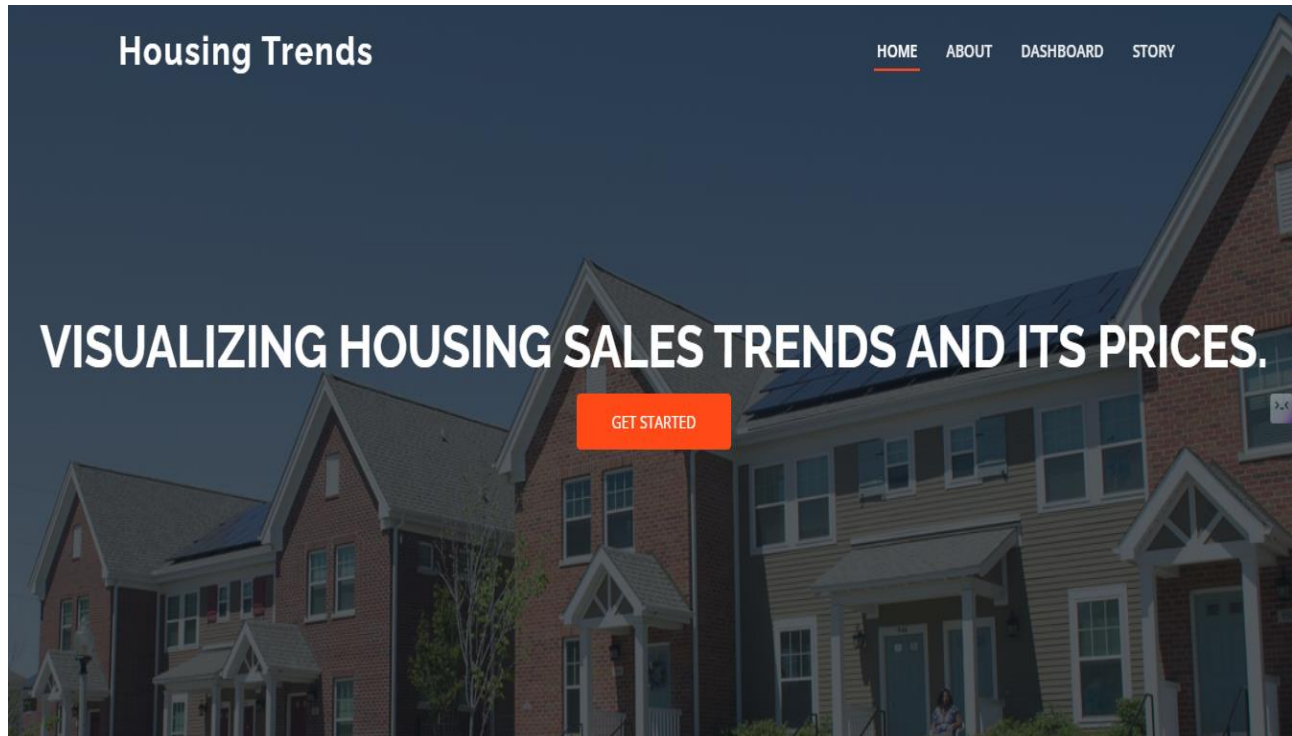 Housing Trends
HOME ABOUT DASHBOARD STORY
VISUALIZING HOUSING SALES TRENDS AND ITS PRICES.
GET STARTED